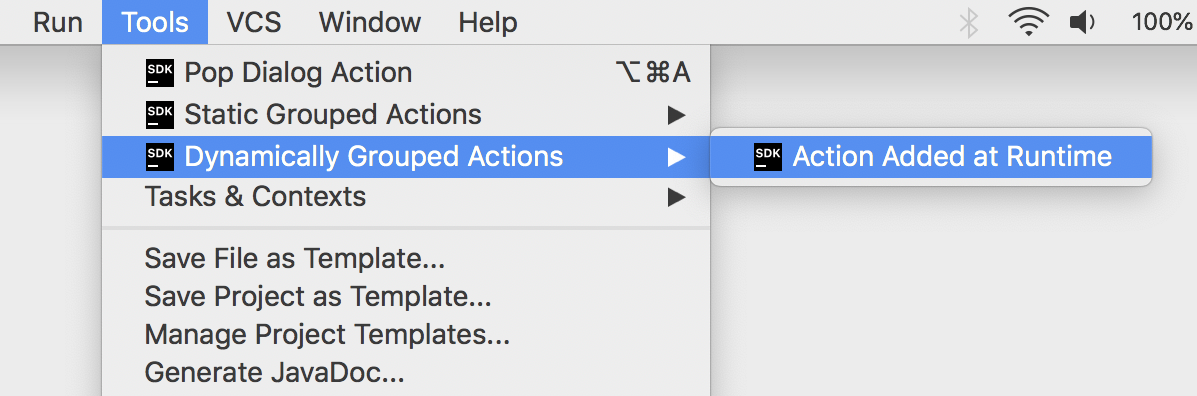 Run Tools VCS Window Help 100%
SDK Pop Dialog Action ⌥⌘A
SDK Static Grouped Actions ▶
SDK Dynamically Grouped Actions ▶ SDK Action Added at Runtime
Tasks & Contexts ▶
Save File as Template...
Save Project as Template...
Manage Project Templates...
Generate JavaDoc...